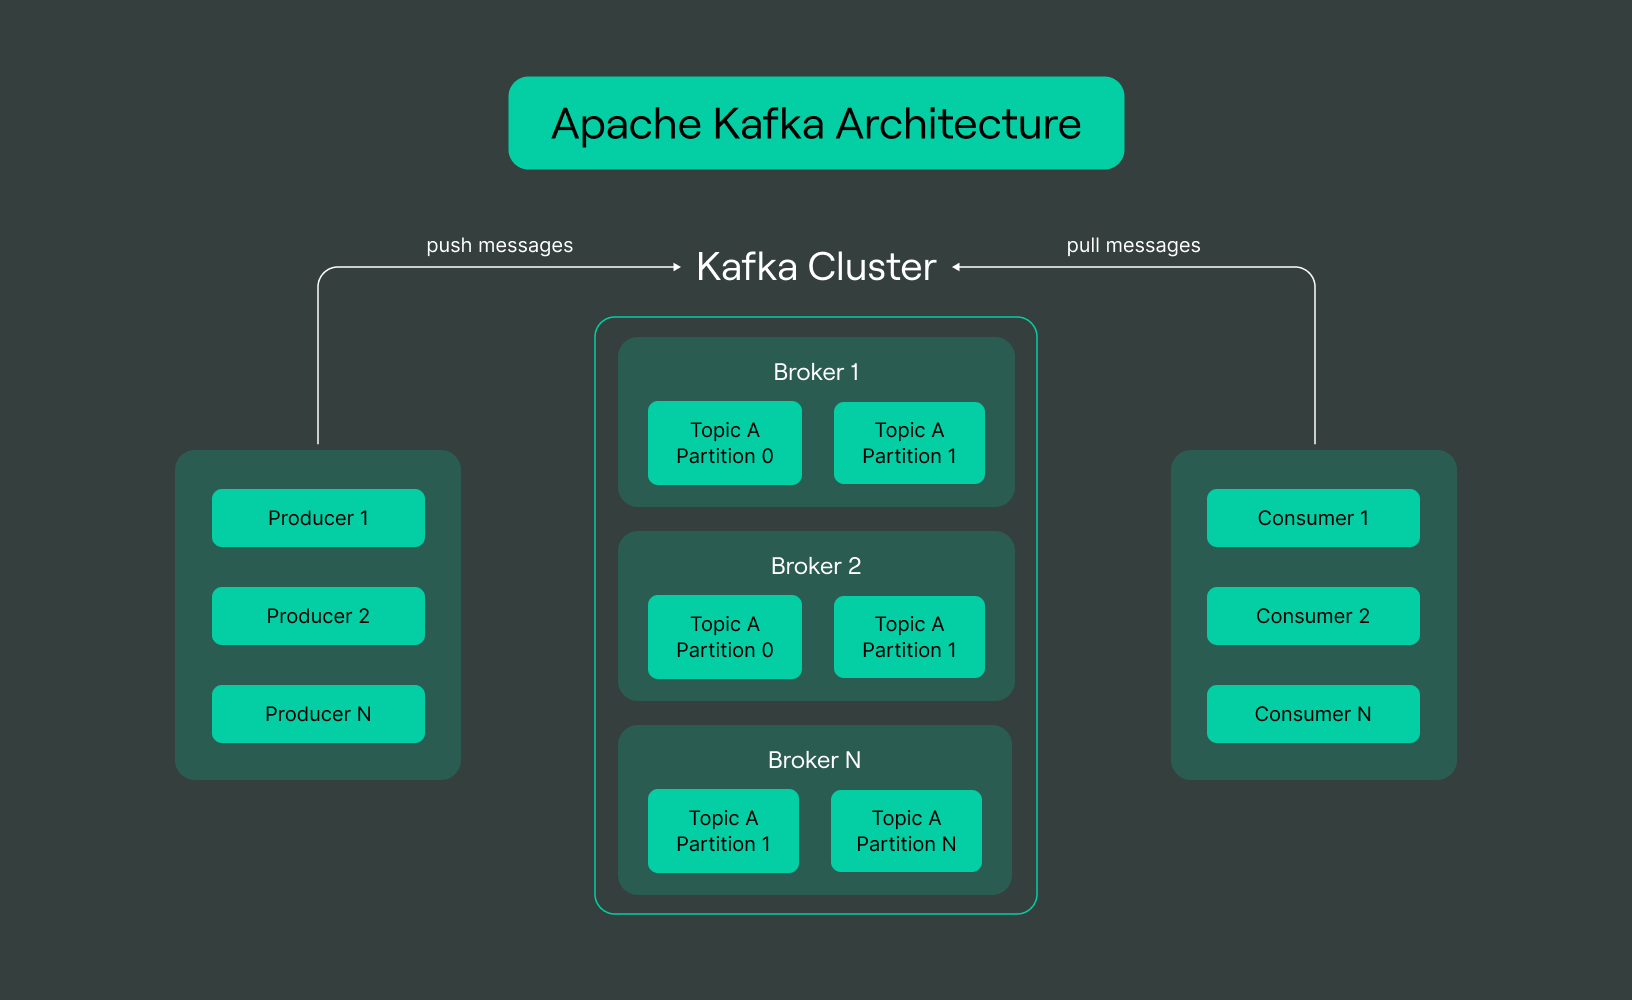 Apache Kafka Architecture
push messages
Kafka Cluster
pull messages
Producer 1
Producer 2
Producer N
Broker 1
Topic A
Partition 0
Topic A
Partition 1
Broker 2
Topic A
Partition 0
Topic A
Partition 1
Broker N
Topic A
Partition 1
Topic A
Partition N
Consumer 1
Consumer 2
Consumer N